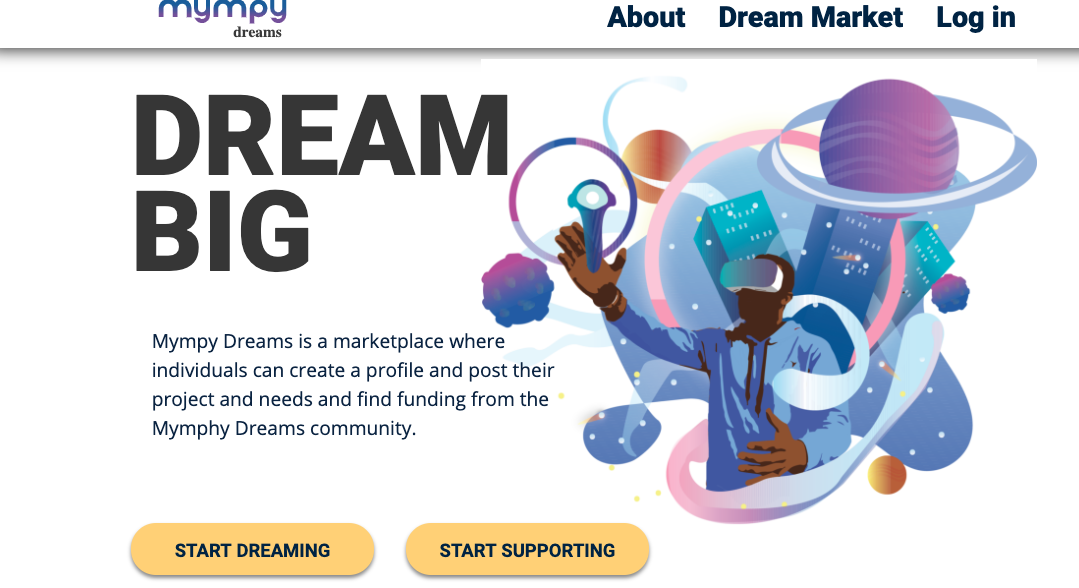 mympy
dreams
About Dream Market Log in
DREAM
BIG
Mympy Dreams is a marketplace where
individuals can create a profile and post their
project and needs and find funding from the
Mymphy Dreams community.
START DREAMING START SUPPORTING